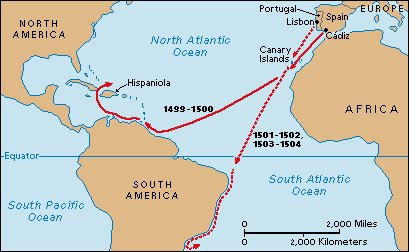 NORTH
AMERICA
North Atlantic
Ocean
Portugal
Spain
EUROPE
Lisbon
Cádiz
Canary
Islands
Hispaniola
1499-1500
AFRICA
1501-1502,
1503-1504
Equator
SOUTH
AMERICA
South Atlantic
Ocean
South Pacific
Ocean
0 2,000 Miles
0 2,000 Kilometers